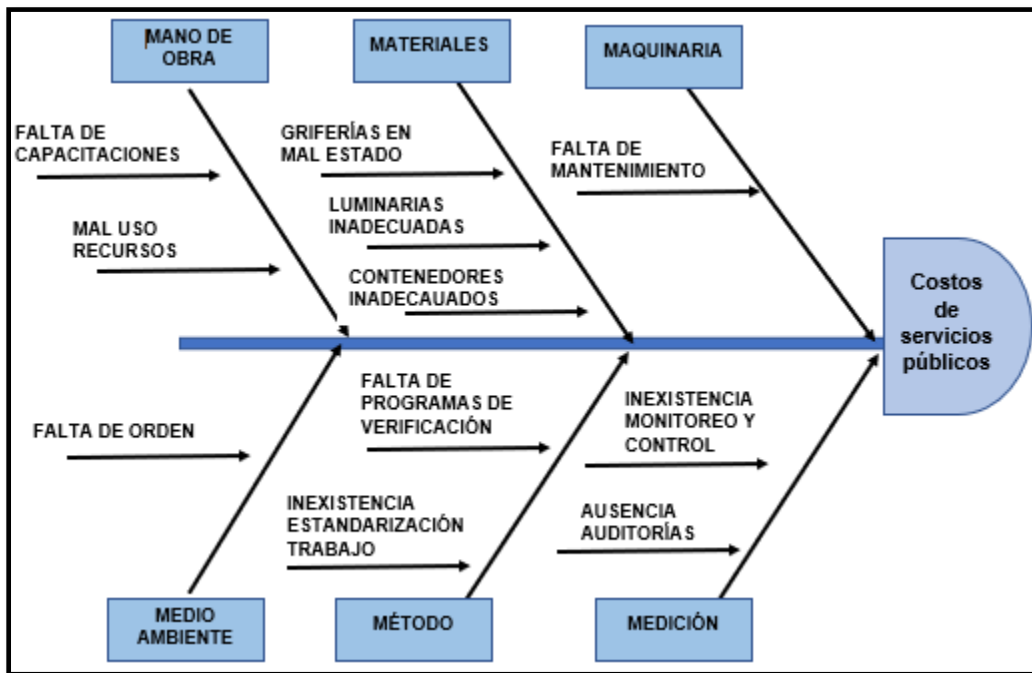 MANO DE
OBRA
MATERIALES
MAQUINARIA
FALTA DE
CAPACITACIONES
MAL USO
RECURSOS
GRIFERÍAS EN
MAL ESTADO
LUMINARIAS
INADECUADAS
CONTENEDORES
INADECAUADOS
FALTA DE
MANTENIMIENTO
Costos
de
servicios
públicos
FALTA DE ORDEN
FALTA DE
PROGRAMAS DE
VERIFICACIÓN
INEXISTENCIA
ESTANDARIZACIÓN
TRABAJO
INEXISTENCIA
MONITOREO Y
CONTROL
AUSENCIA
AUDITORÍAS
MEDIO
AMBIENTE
MÉTODO
MEDICIÓN